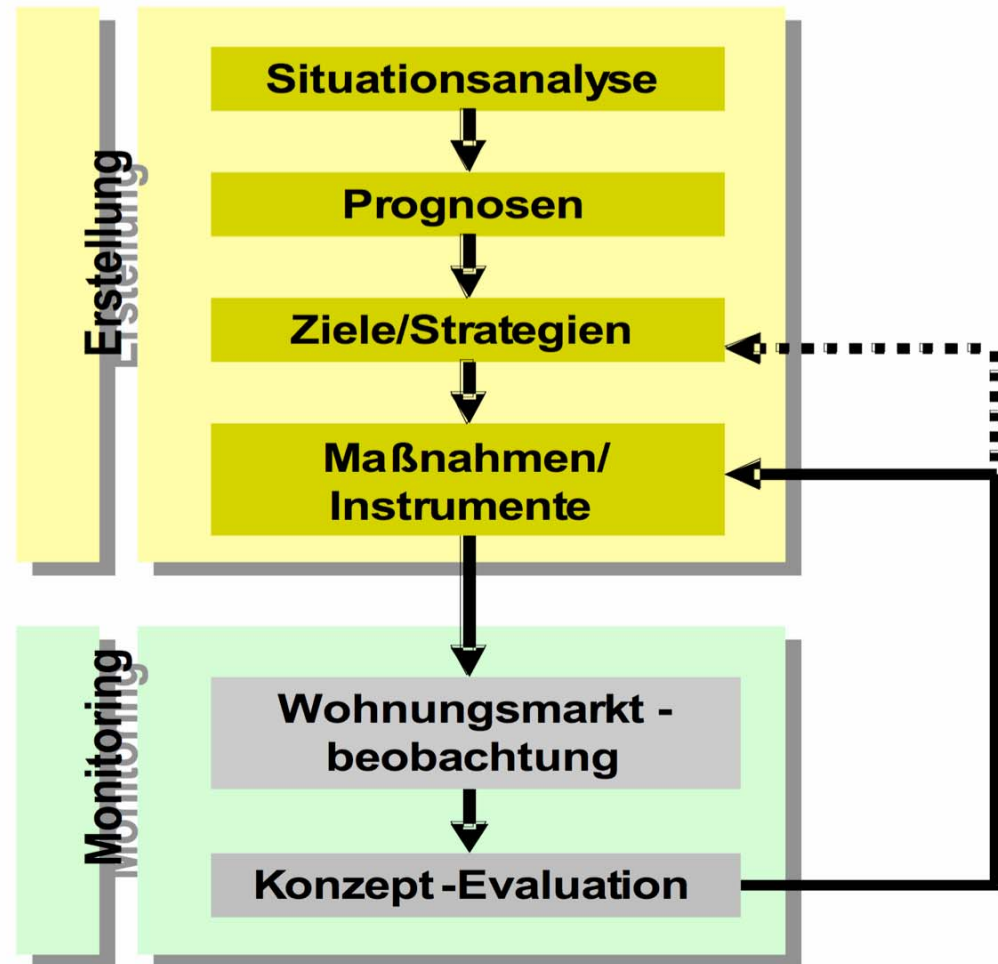 Erstellung
Situationsanalyse
Prognosen
Ziele/Strategien
Maßnahmen/
Instrumente
Monitoring
Wohnungsmarkt -
beobachtung
Konzept -Evaluation